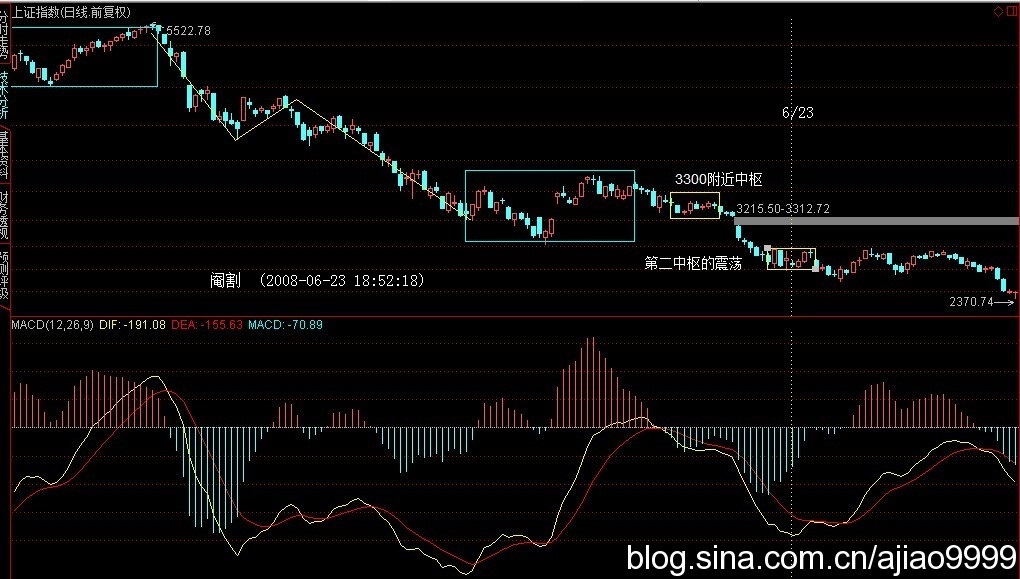 上证指数(日线.前复权)
5522.78
6/23
3300附近中枢
3215.50-3312.72
第二中枢的震荡
阉割 (2008-06-23 18:52:18)
2370.74
MACD(12,26,9) DIF: -191.08 DEA: -155.63 MACD: -70.89
分时走势
技术分析
基本资料
财务透视
blog.sina.com.cn/ajiao9999